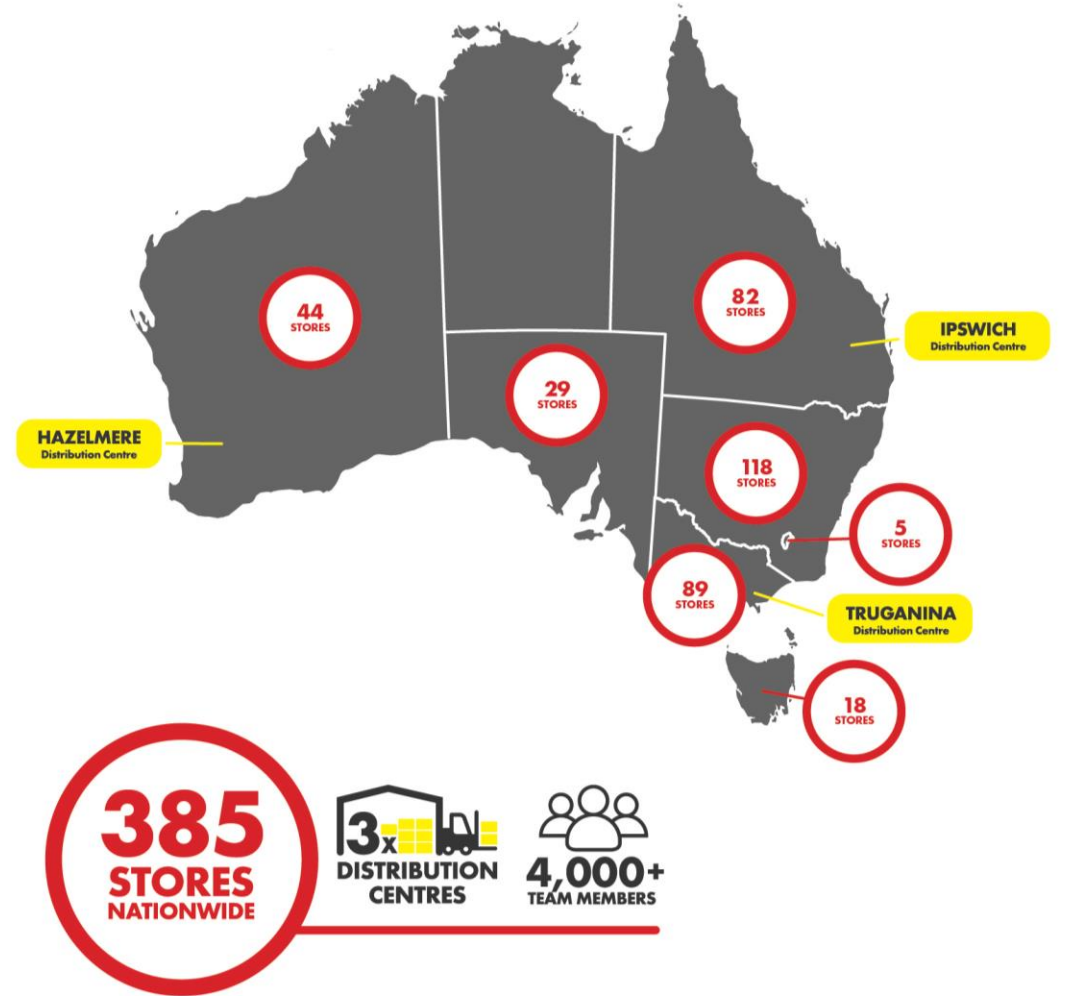 82
STORES
44
STORES
IPSWICH
Distribution Centre
29
STORES
HAZELMERE
Distribution Centre
118
STORES
5
STORES
89
STORES
TRUGANINA
Distribution Centre
18
STORES
385
STORES
NATIONWIDE
3x
DISTRIBUTION
CENTRES
4,000+
TEAM MEMBERS